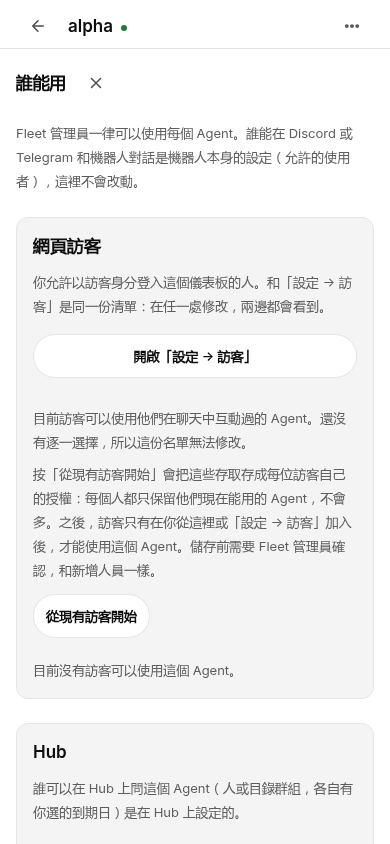 alpha
誰能用
Fleet 管理員一律可以使用每個 Agent。誰能在 Discord 或
Telegram 和機器人對話是機器人本身的設定（允許的使用
者），這裡不會改動。
網頁訪客
你允許以訪客身分登入這個儀表板的人。和「設定 → 訪
客」是同一份清單：在任一處修改，兩邊都會看到。
開啟「設定 → 訪客」
目前訪客可以使用他們在聊天中互動過的 Agent。還沒
有逐一選擇，所以這份名單無法修改。
按「從現有訪客開始」會把這些存取存成每位訪客自己
的授權：每個人都只保留他們現在能用的 Agent，不會
多。之後，訪客只有在你從這裡或「設定 → 訪客」加入
後，才能使用這個 Agent。儲存前需要 Fleet 管理員確
認，和新增人員一樣。
從現有訪客開始
目前沒有訪客可以使用這個 Agent。
Hub
誰可以在 Hub 上問這個 Agent（人或目錄群組，各自有
你選的到期日）是在 Hub 上設定的。